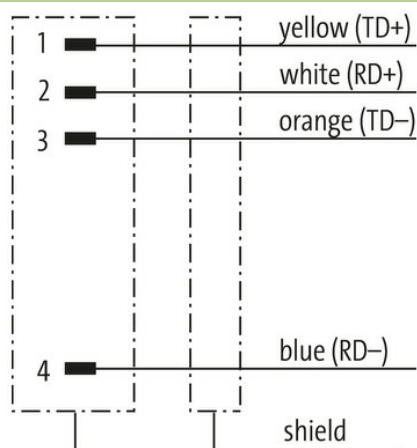 1 yellow (TD+)
2 white (RD+)
3 orange (TD–)
4 blue (RD–)
shield